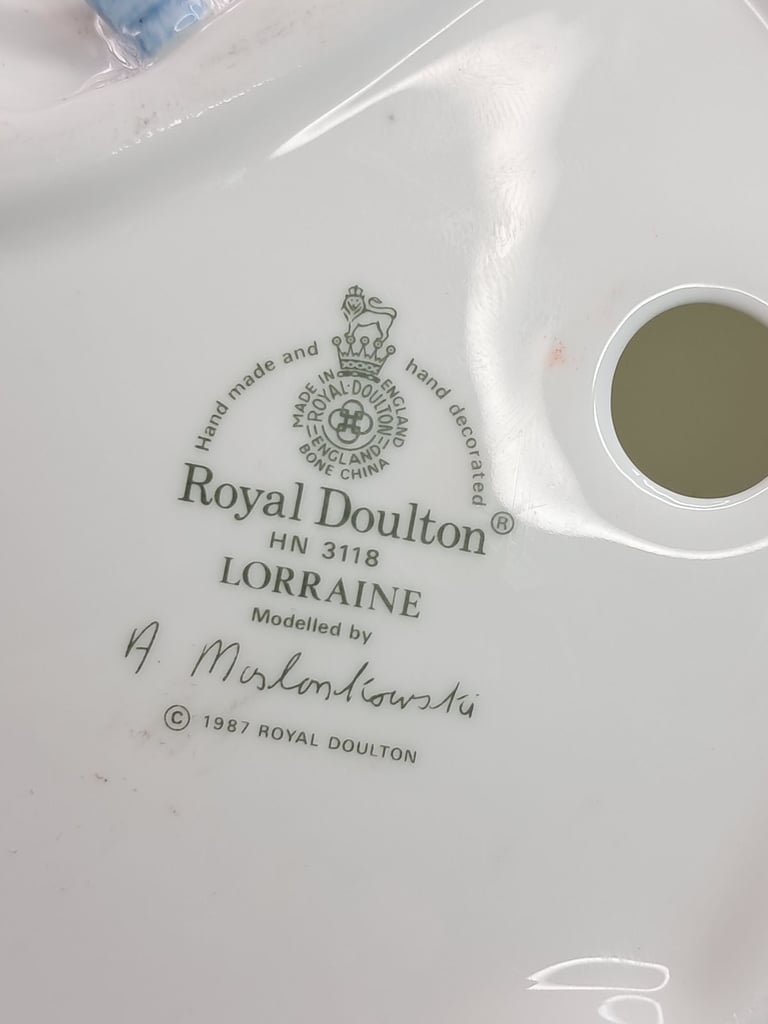 Hand made and hand decorated
MADE IN ENGLAND
ROYAL·DOULTON
ENGLAND
BONE CHINA
Royal Doulton®
HN 3118
LORRAINE
Modelled by
A. Maslankowski
© 1987 ROYAL DOULTON